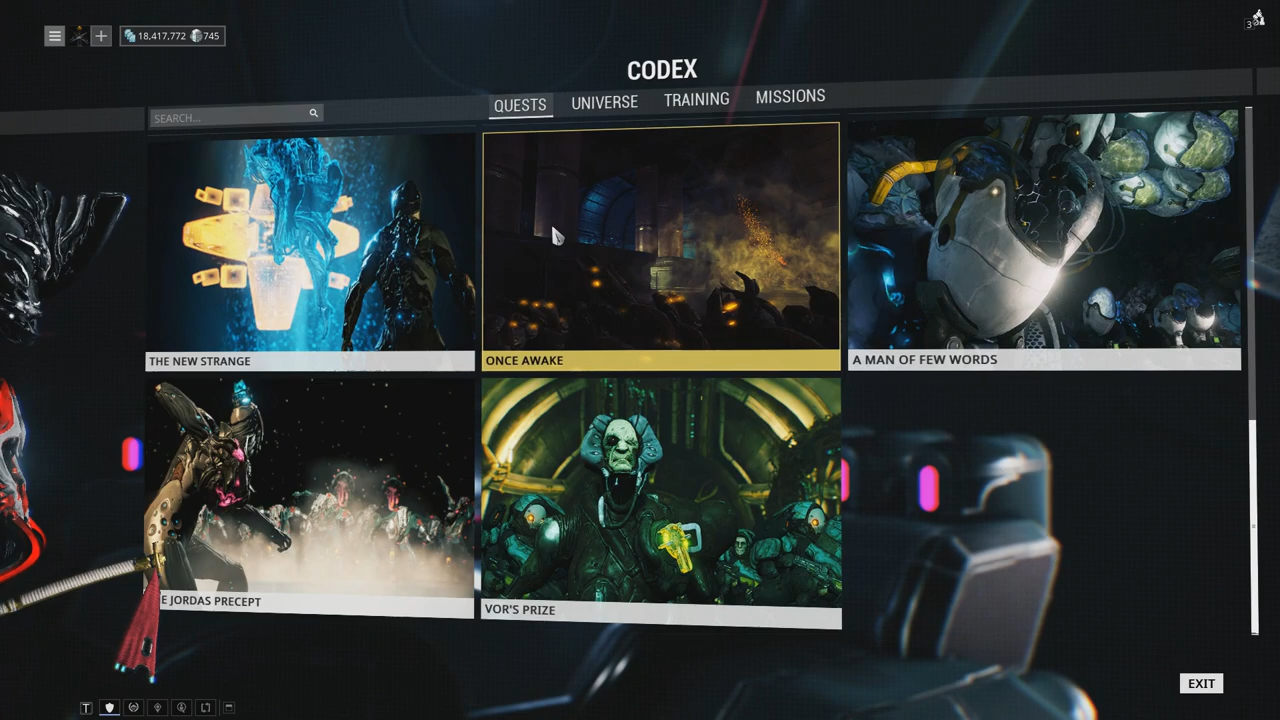 18,417,772 745
3
CODEX
SEARCH...
QUESTS UNIVERSE TRAINING MISSIONS
THE NEW STRANGE
ONCE AWAKE
A MAN OF FEW WORDS
E JORDAS PRECEPT
VOR'S PRIZE
EXIT
T